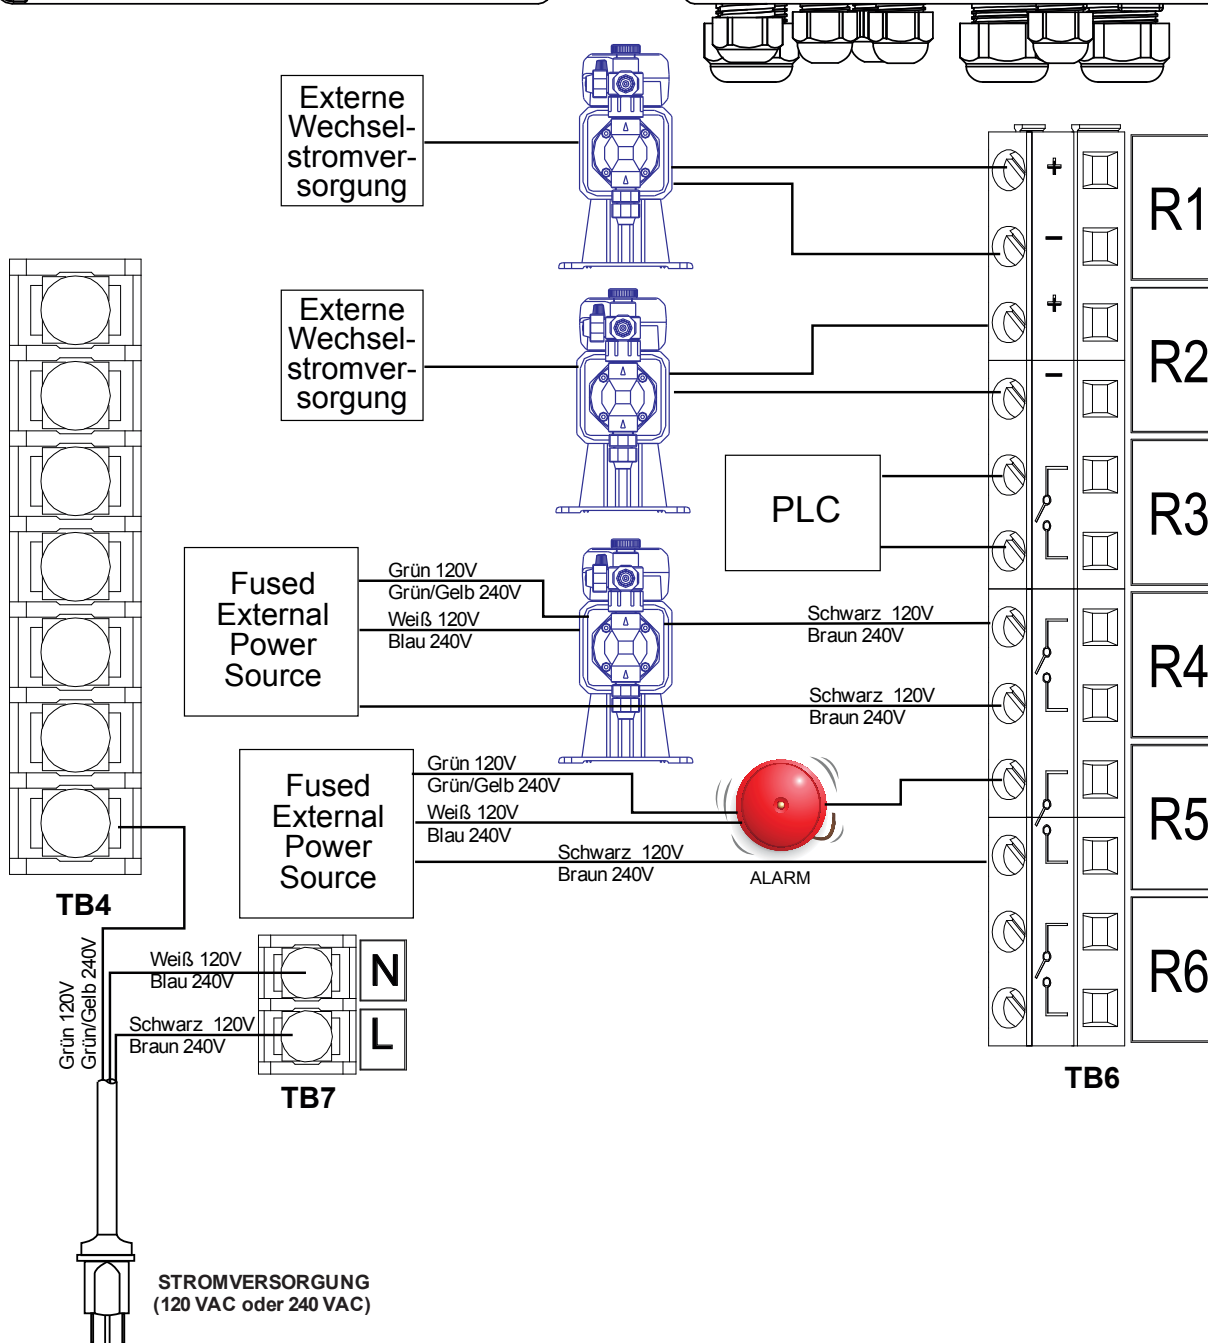 Externe
Wechsel-
stromver-
sorgung
+
R1
−
Externe
Wechsel-
stromver-
sorgung
+
R2
−
PLC
R3
Fused
External
Power
Source
Grün 120V
Grün/Gelb 240V
Weiß 120V
Blau 240V
Schwarz 120V
Braun 240V
R4
Schwarz 120V
Braun 240V
Fused
External
Power
Source
Grün 120V
Grün/Gelb 240V
Weiß 120V
Blau 240V
Schwarz 120V
Braun 240V
ALARM
R5
TB4
Grün 120V
Grün/Gelb 240V
Weiß 120V
Blau 240V
N
Schwarz 120V
Braun 240V
L
TB7
R6
TB6
STROMVERSORGUNG
(120 VAC oder 240 VAC)